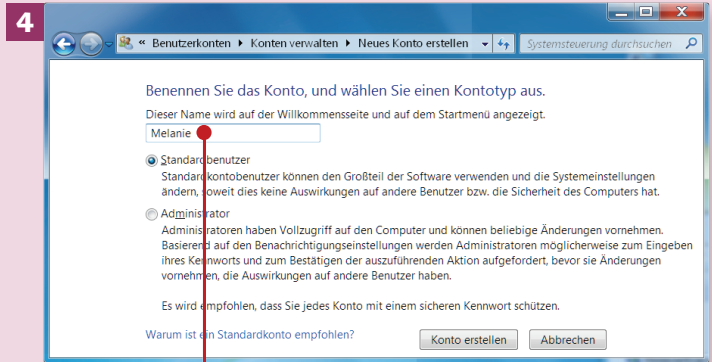 4
« Benutzerkonten ▸ Konten verwalten ▸ Neues Konto erstellen
Systemsteuerung durchsuchen
Benennen Sie das Konto, und wählen Sie einen Kontotyp aus.
Dieser Name wird auf der Willkommensseite und auf dem Startmenü angezeigt.
Melanie
Standardbenutzer
Standardkontobenutzer können den Großteil der Software verwenden und die Systemeinstellungen
ändern, soweit dies keine Auswirkungen auf andere Benutzer bzw. die Sicherheit des Computers hat.
Administrator
Administratoren haben Vollzugriff auf den Computer und können beliebige Änderungen vornehmen.
Basierend auf den Benachrichtigungseinstellungen werden Administratoren möglicherweise zum Eingeben
ihres Kennworts und zum Bestätigen der auszuführenden Aktion aufgefordert, bevor sie Änderungen
vornehmen, die Auswirkungen auf andere Benutzer haben.
Es wird empfohlen, dass Sie jedes Konto mit einem sicheren Kennwort schützen.
Warum ist ein Standardkonto empfohlen?
Konto erstellen
Abbrechen